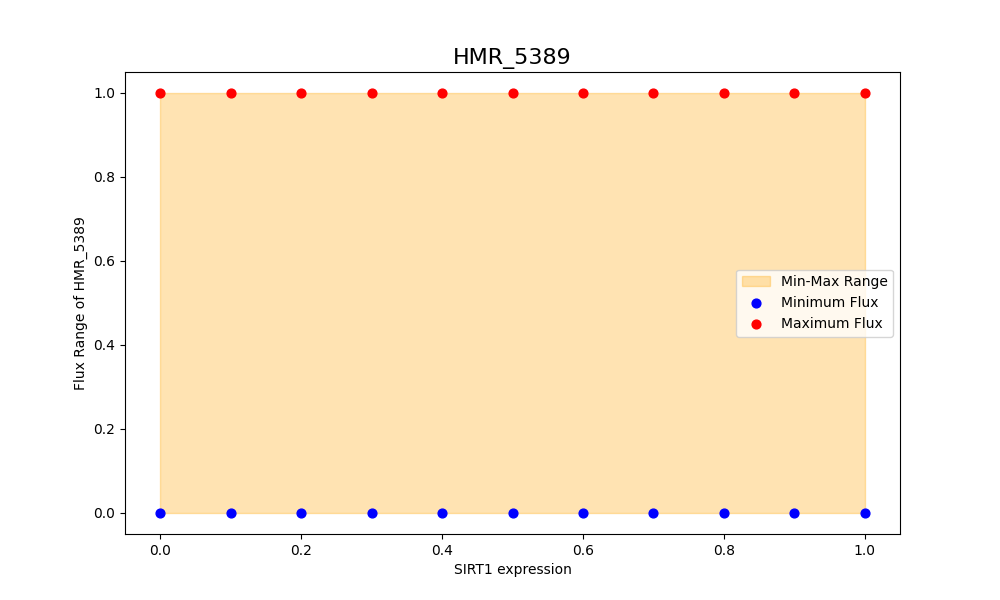 HMR_5389
Flux Range of HMR_5389
1.0
0.8
0.6
0.4
0.2
0.0
Min-Max Range
Minimum Flux
Maximum Flux
0.0 0.2 0.4 0.6 0.8 1.0
SIRT1 expression